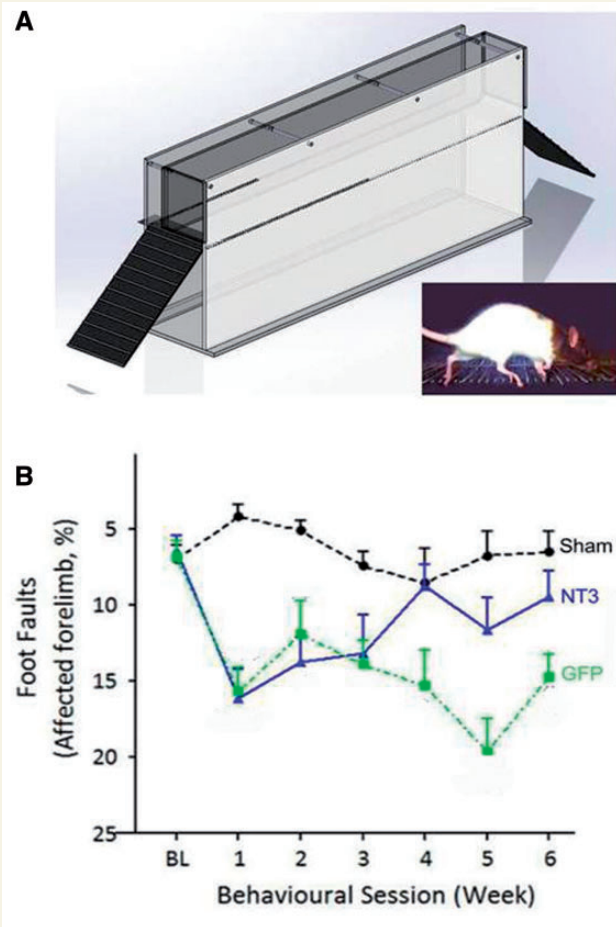 A
B
Foot Faults
(Affected forelimb, %)
5
10
15
20
25
Sham
NT3
GFP
BL 1 2 3 4 5 6
Behavioural Session (Week)